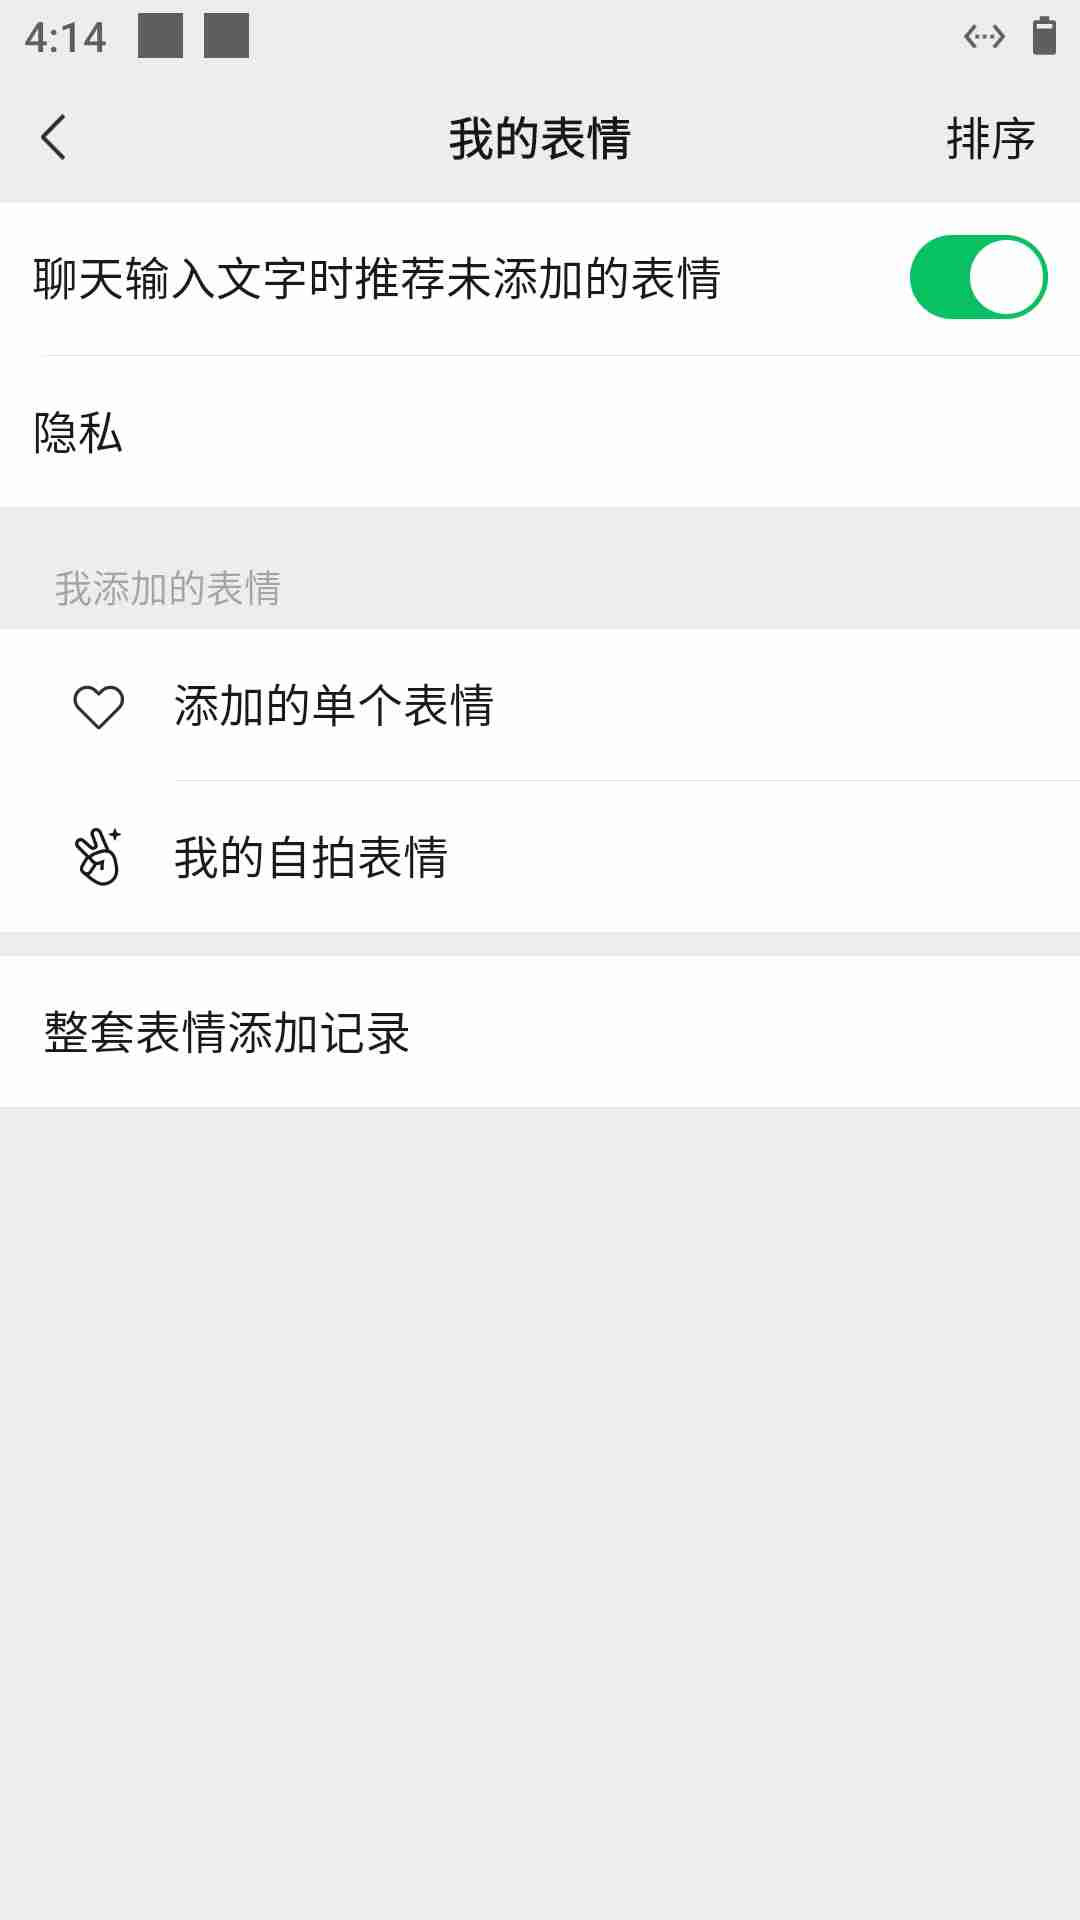 4:14
我的表情
排序
聊天输入文字时推荐未添加的表情
隐私
我添加的表情
添加的单个表情
我的自拍表情
整套表情添加记录